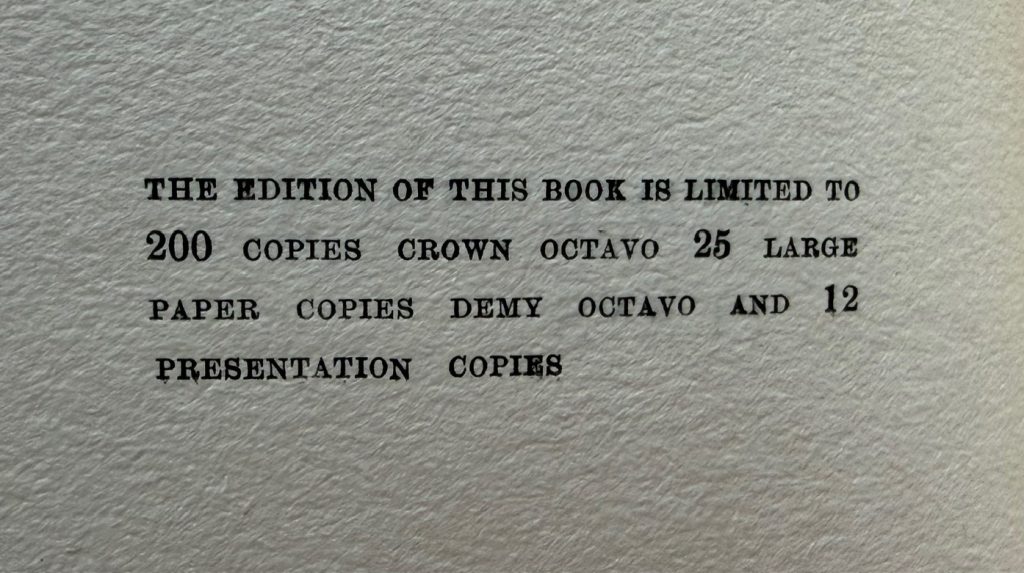 THE EDITION OF THIS BOOK IS LIMITED TO
200 COPIES CROWN OCTAVO 25 LARGE
PAPER COPIES DEMY OCTAVO AND 12
PRESENTATION COPIES